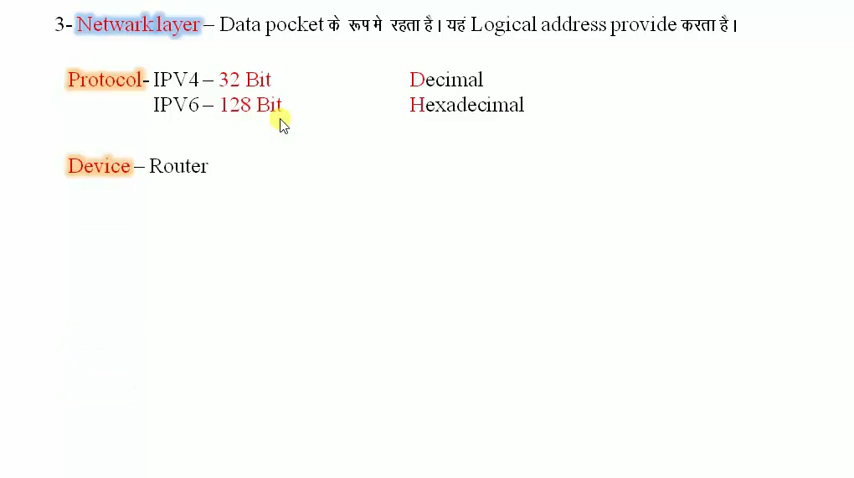 3- Netwark layer – Data pocket के रूप मे रहता है। यहं Logical address provide करता है।
Protocol- IPV4 – 32 Bit Decimal
IPV6 – 128 Bit Hexadecimal
Device – Router